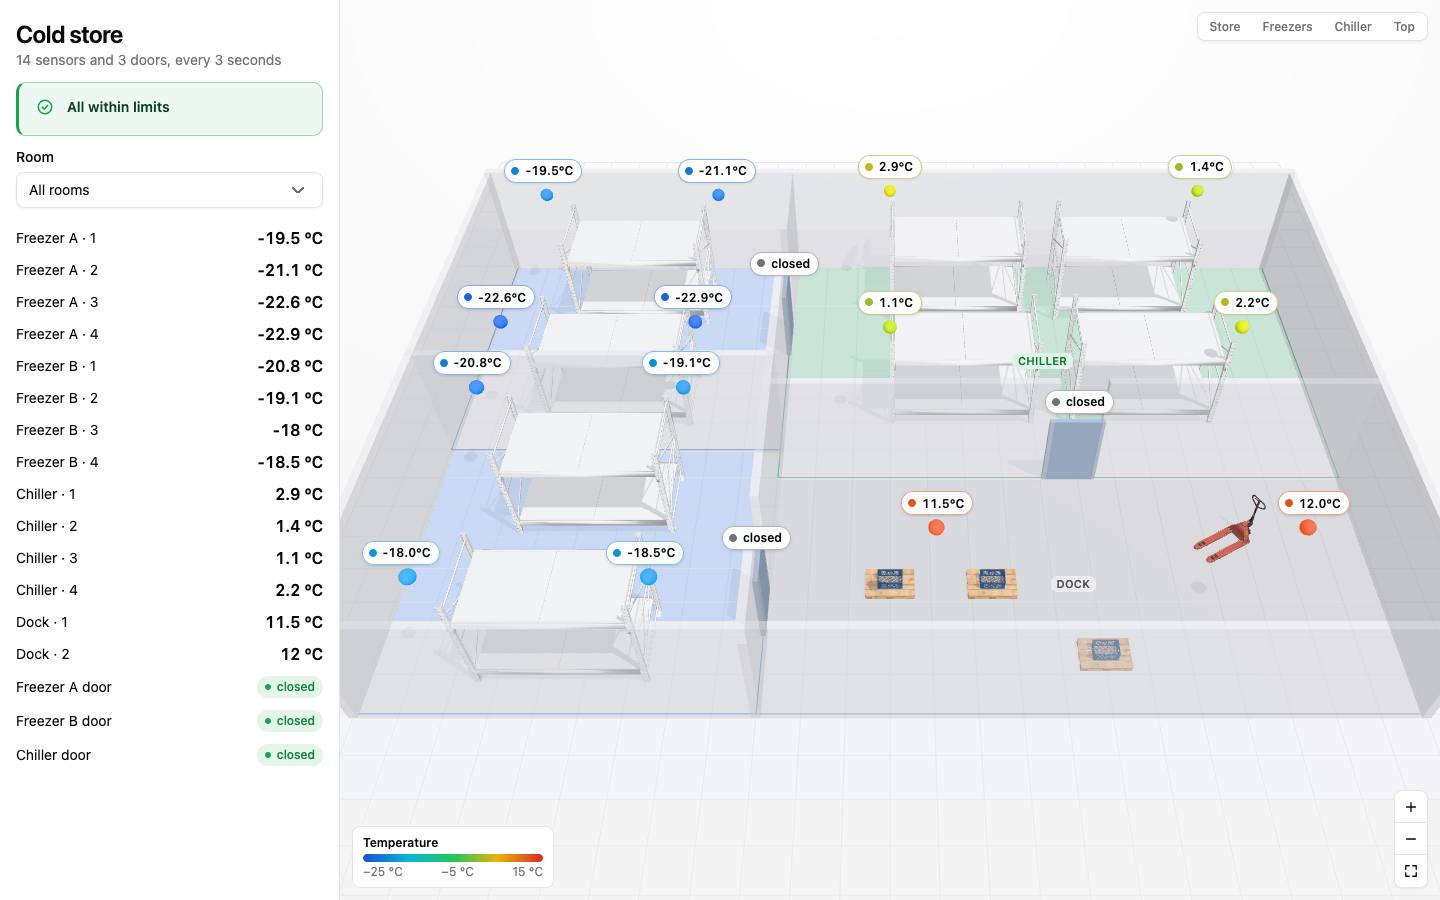 Cold store
14 sensors and 3 doors, every 3 seconds
All within limits
Room
All rooms
Freezer A · 1 -19.5 °C
Freezer A · 2 -21.1 °C
Freezer A · 3 -22.6 °C
Freezer A · 4 -22.9 °C
Freezer B · 1 -20.8 °C
Freezer B · 2 -19.1 °C
Freezer B · 3 -18 °C
Freezer B · 4 -18.5 °C
Chiller · 1 2.9 °C
Chiller · 2 1.4 °C
Chiller · 3 1.1 °C
Chiller · 4 2.2 °C
Dock · 1 11.5 °C
Dock · 2 12 °C
Freezer A door closed
Freezer B door closed
Chiller door closed
Store Freezers Chiller Top
-19.5°C -21.1°C 2.9°C 1.4°C
closed
-22.6°C -22.9°C 1.1°C 2.2°C
-20.8°C -19.1°C CHILLER
closed
11.5°C 12.0°C
closed
-18.0°C -18.5°C
DOCK
Temperature
−25 °C −5 °C 15 °C
+
−